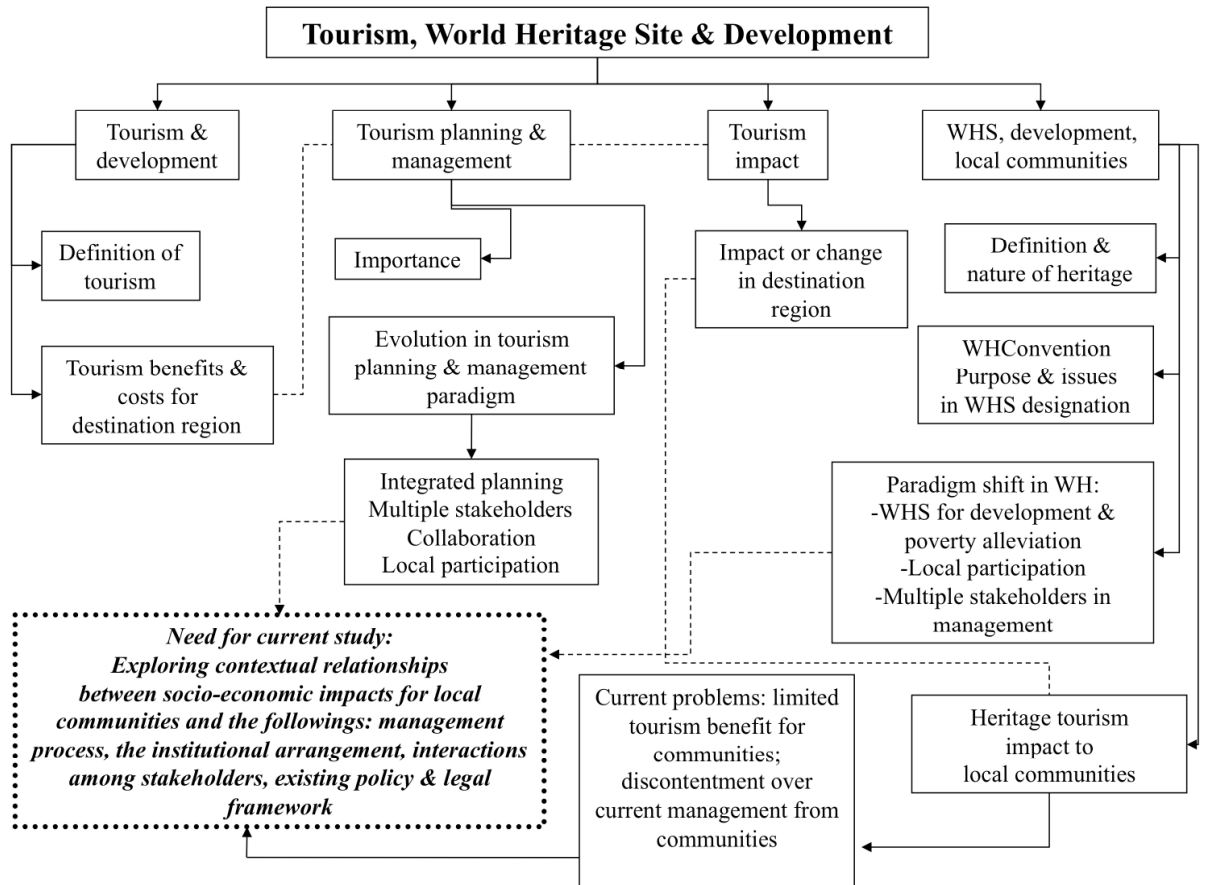 Tourism, World Heritage Site & Development
Tourism &
development
Tourism planning &
management
Tourism
impact
WHS, development,
local communities
Definition of
tourism
Importance
Impact or change
in destination
region
Definition &
nature of heritage
Tourism benefits &
costs for
destination region
Evolution in tourism
planning & management
paradigm
WHConvention
Purpose & issues
in WHS designation
Integrated planning
Multiple stakeholders
Collaboration
Local participation
Paradigm shift in WH:
-WHS for development &
poverty alleviation
-Local participation
-Multiple stakeholders in
management
Need for current study:
Exploring contextual relationships
between socio-economic impacts for local
communities and the followings: management
process, the institutional arrangement, interactions
among stakeholders, existing policy & legal
framework
Current problems: limited
tourism benefit for
communities;
discontentment over
current management from
communities
Heritage tourism
impact to
local communities